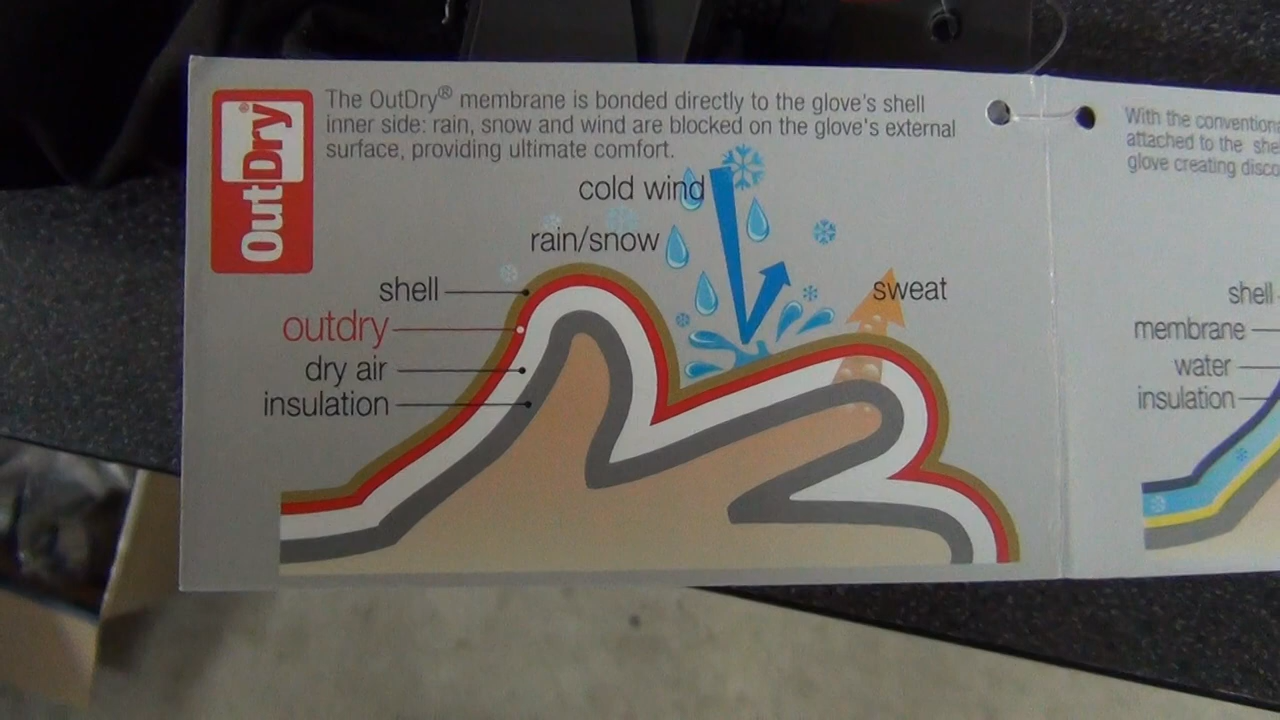 OutDry®
The OutDry® membrane is bonded directly to the glove's shell
inner side: rain, snow and wind are blocked on the glove's external
surface, providing ultimate comfort.
cold wind
rain/snow
shell
outdry
dry air
insulation
sweat
With the
attached to the
glove creating
shell
membrane
water
insulation